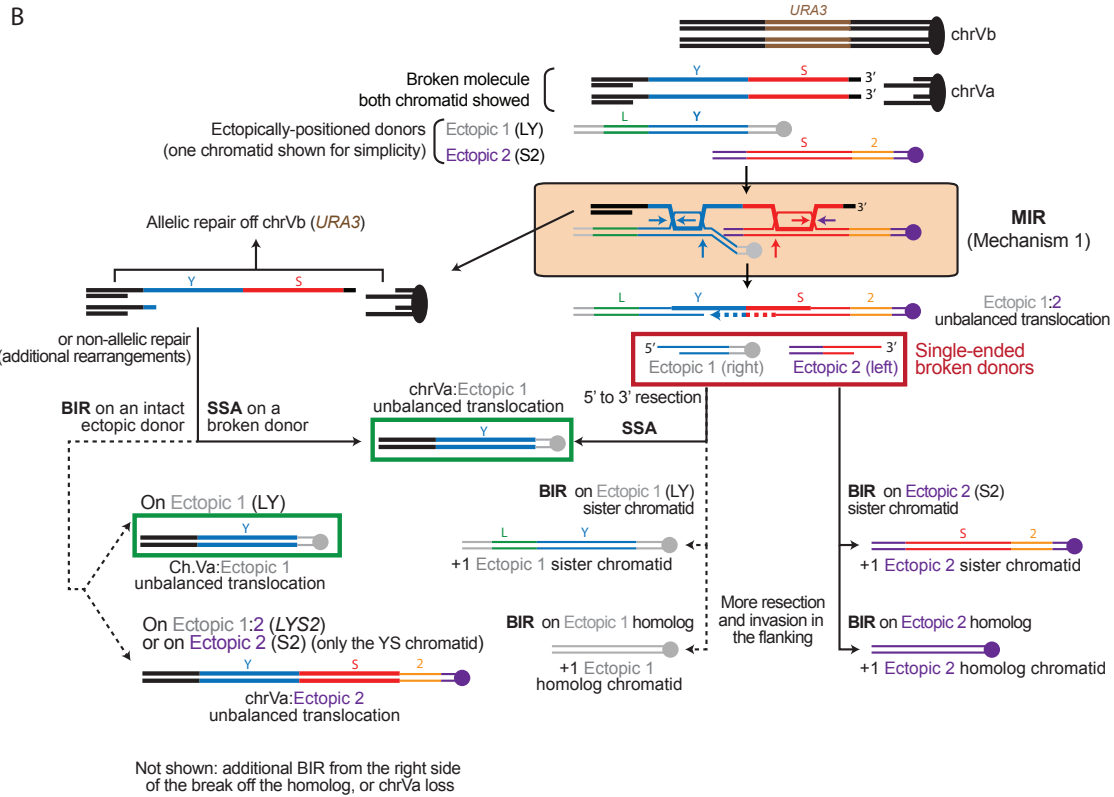 B
URA3
chrVb
Broken molecule
both chromatid showed
Y
S
3'
3'
chrVa
Ectopically-positioned donors
(one chromatid shown for simplicity)
Ectopic 1 (LY)
Ectopic 2 (S2)
L
Y
S
2
Allelic repair off chrVb (URA3)
3'
MIR
(Mechanism 1)
Y
S
L
Y
S
2
Ectopic 1:2
unbalanced translocation
or non-allelic repair
(additional rearrangements)
5'
3'
Ectopic 1 (right)
Ectopic 2 (left)
Single-ended
broken donors
BIR on an intact
ectopic donor
SSA on a
broken donor
chrVa:Ectopic 1
unbalanced translocation
Y
5' to 3' resection
SSA
On Ectopic 1 (LY)
Y
Ch.Va:Ectopic 1
unbalanced translocation
BIR on Ectopic 1 (LY)
sister chromatid
L
Y
+1 Ectopic 1 sister chromatid
BIR on Ectopic 2 (S2)
sister chromatid
S
2
+1 Ectopic 2 sister chromatid
On Ectopic 1:2 (LYS2)
or on Ectopic 2 (S2) (only the YS chromatid)
Y
S
2
chrVa:Ectopic 2
unbalanced translocation
More resection
and invasion in
the flanking
BIR on Ectopic 1 homolog
+1 Ectopic 1
homolog chromatid
BIR on Ectopic 2 homolog
+1 Ectopic 2 homolog chromatid
Not shown: additional BIR from the right side
of the break off the homolog, or chrVa loss